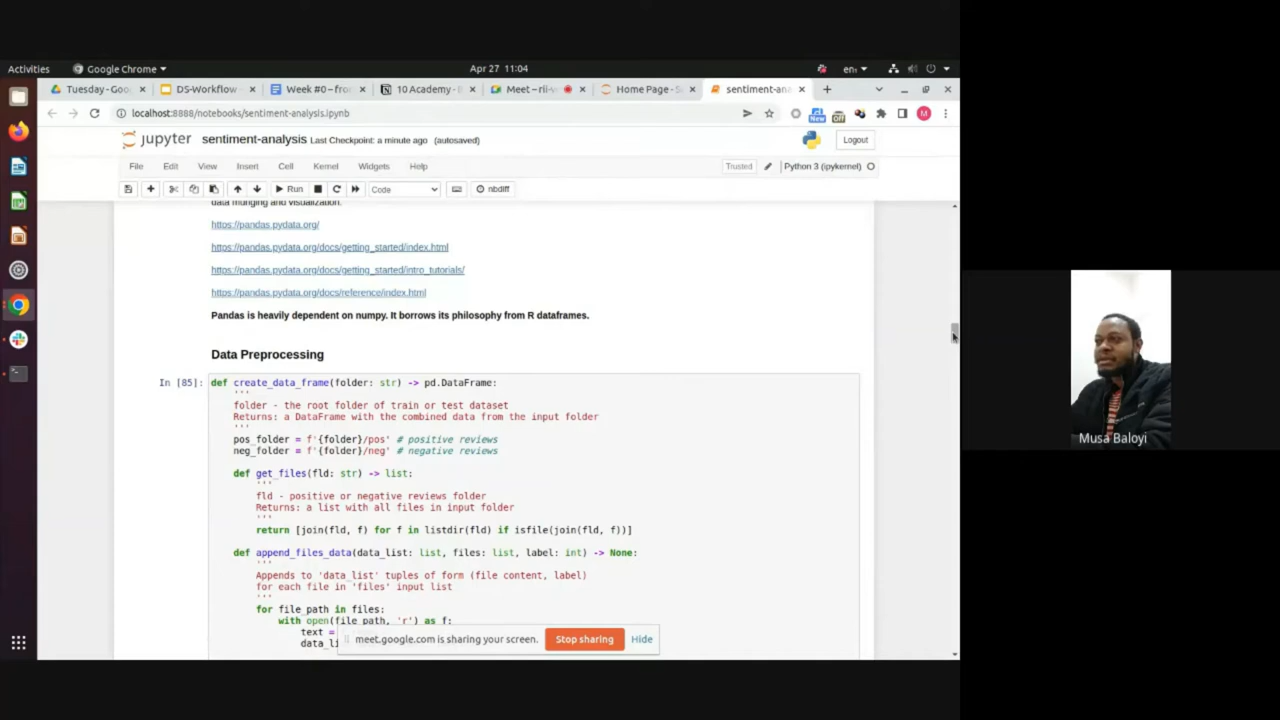 Activities
Google Chrome
Apr 27 11:04
en₁
Tuesday - Goo
DS-Workflow
Week #0 – fro
10 Academy -
Meet – rii-v
Home Page - S
sentiment-ana
localhost:8888/notebooks/sentiment-analysis.ipynb
New
Off
M
jupyter sentiment-analysis Last Checkpoint: a minute ago (autosaved)
Logout
File Edit View Insert Cell Kernel Widgets Help
Trusted
Python 3 (ipykernel)
Run
Code
nbdiff
data munging and visualization.
https://pandas.pydata.org/
https://pandas.pydata.org/docs/getting_started/index.html
https://pandas.pydata.org/docs/getting_started/intro_tutorials/
https://pandas.pydata.org/docs/reference/index.html
Pandas is heavily dependent on numpy. It borrows its philosophy from R dataframes.
Data Preprocessing
In [85]: def create_data_frame(folder: str) -> pd.DataFrame:
'''
folder - the root folder of train or test dataset
Returns: a DataFrame with the combined data from the input folder
'''
pos_folder = f'{folder}/pos' # positive reviews
neg_folder = f'{folder}/neg' # negative reviews
def get_files(fld: str) -> list:
'''
fld - positive or negative reviews folder
Returns: a list with all files in input folder
'''
return [join(fld, f) for f in listdir(fld) if isfile(join(fld, f))]
def append_files_data(data_list: list, files: list, label: int) -> None:
'''
Appends to 'data_list' tuples of form (file content, label)
for each file in 'files' input list
'''
for file_path in files:
with open(file_path, 'r') as f:
text =
data_li
meet.google.com is sharing your screen.
Stop sharing
Hide
Musa Baloyi